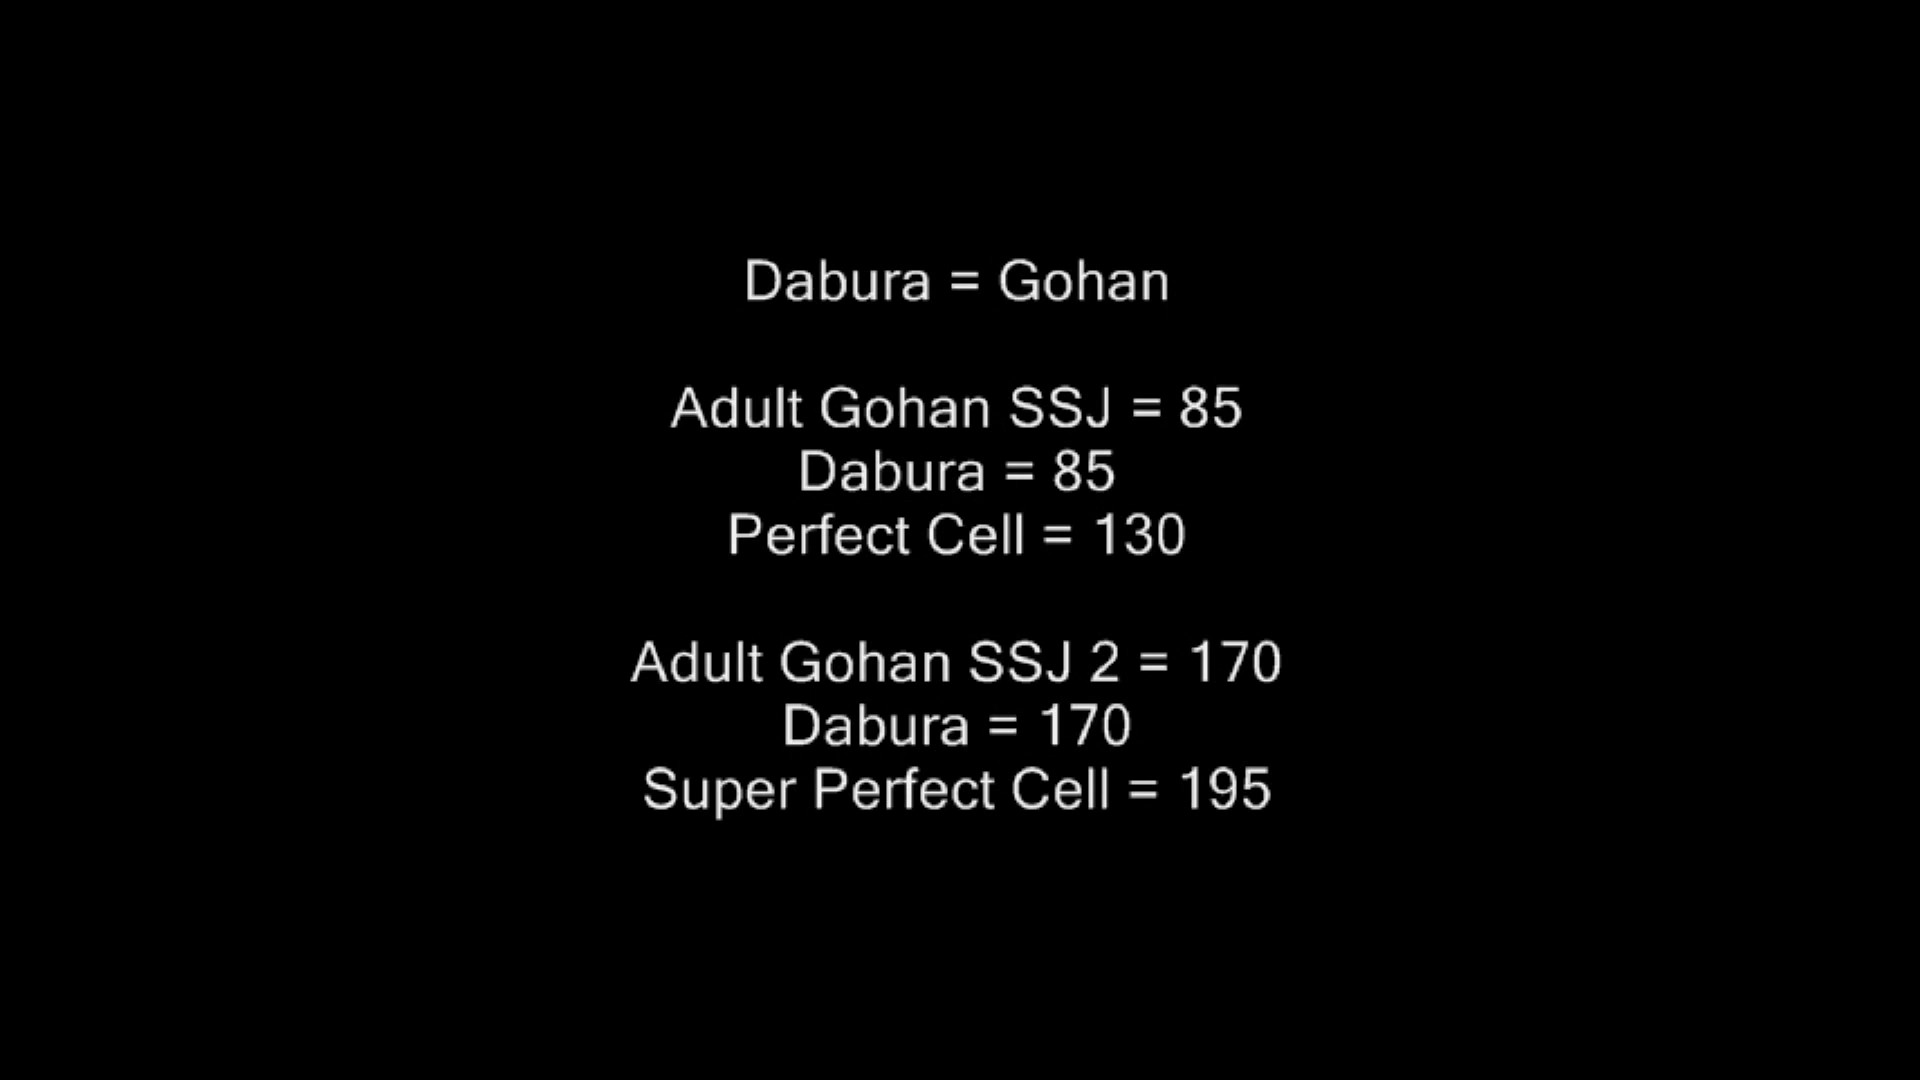 Dabura = Gohan
Adult Gohan SSJ = 85
Dabura = 85
Perfect Cell = 130
Adult Gohan SSJ 2 = 170
Dabura = 170
Super Perfect Cell = 195